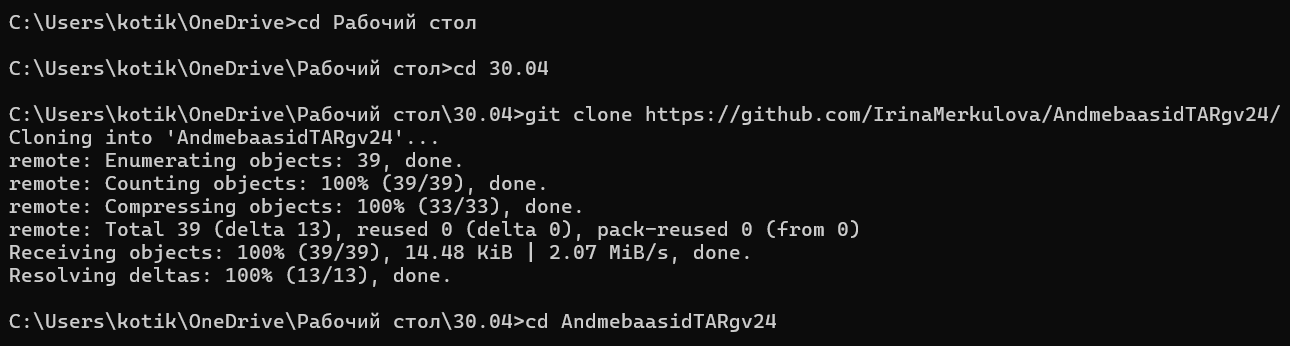 C:\Users\kotik\OneDrive>cd Рабочий стол
C:\Users\kotik\OneDrive\Рабочий стол>cd 30.04
C:\Users\kotik\OneDrive\Рабочий стол\30.04>git clone https://github.com/IrinaMerkulova/AndmebaasidTARgv24/
Cloning into 'AndmebaasidTARgv24'...
remote: Enumerating objects: 39, done.
remote: Counting objects: 100% (39/39), done.
remote: Compressing objects: 100% (33/33), done.
remote: Total 39 (delta 13), reused 0 (delta 0), pack-reused 0 (from 0)
Receiving objects: 100% (39/39), 14.48 KiB | 2.07 MiB/s, done.
Resolving deltas: 100% (13/13), done.
C:\Users\kotik\OneDrive\Рабочий стол\30.04>cd AndmebaasidTARgv24